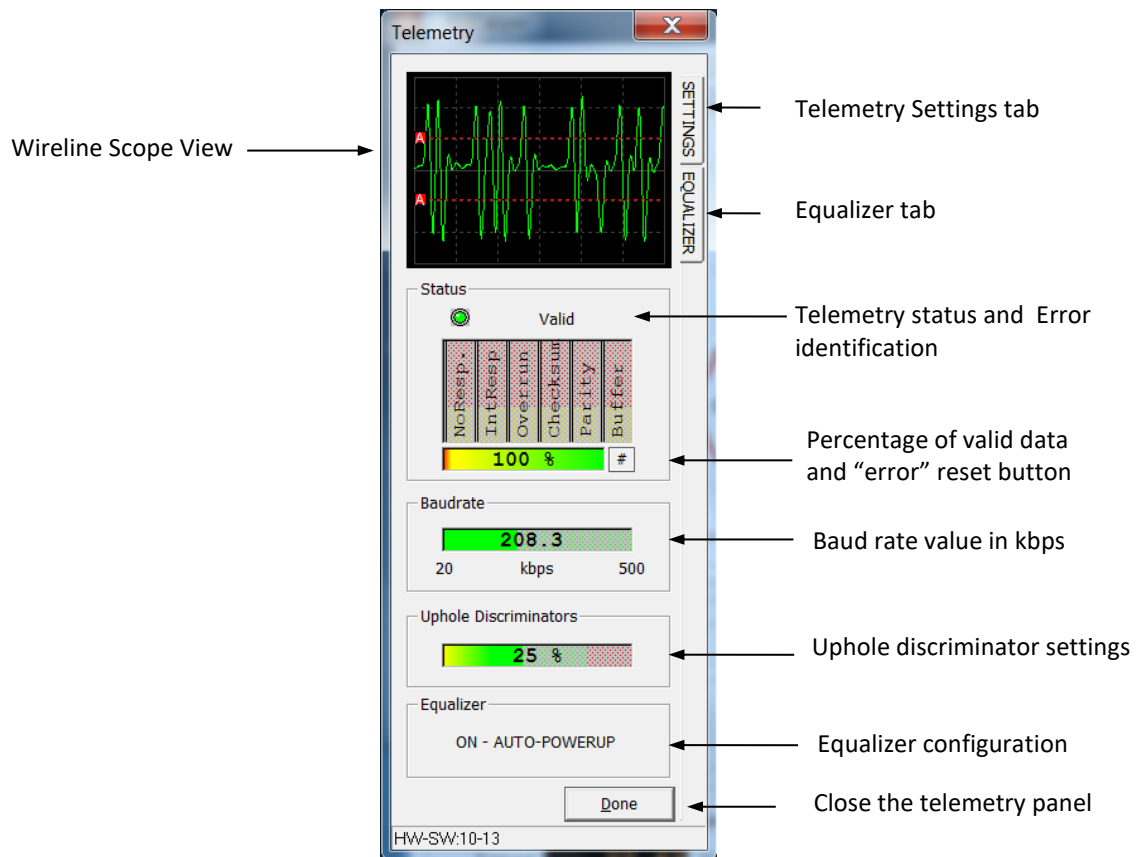 Telemetry
X
Wireline Scope View
A
A
SETTINGS
EQUALIZER
Telemetry Settings tab
Equalizer tab
Status
Valid
Telemetry status and Error
identification
NoResp.
IntResp
Overrun
Checksum
Parity
Buffer
100 %
#
Percentage of valid data
and “error” reset button
Baudrate
208.3
20 kbps 500
Baud rate value in kbps
Uphole Discriminators
25 %
Uphole discriminator settings
Equalizer
ON - AUTO-POWERUP
Equalizer configuration
Done
Close the telemetry panel
HW-SW:10-13